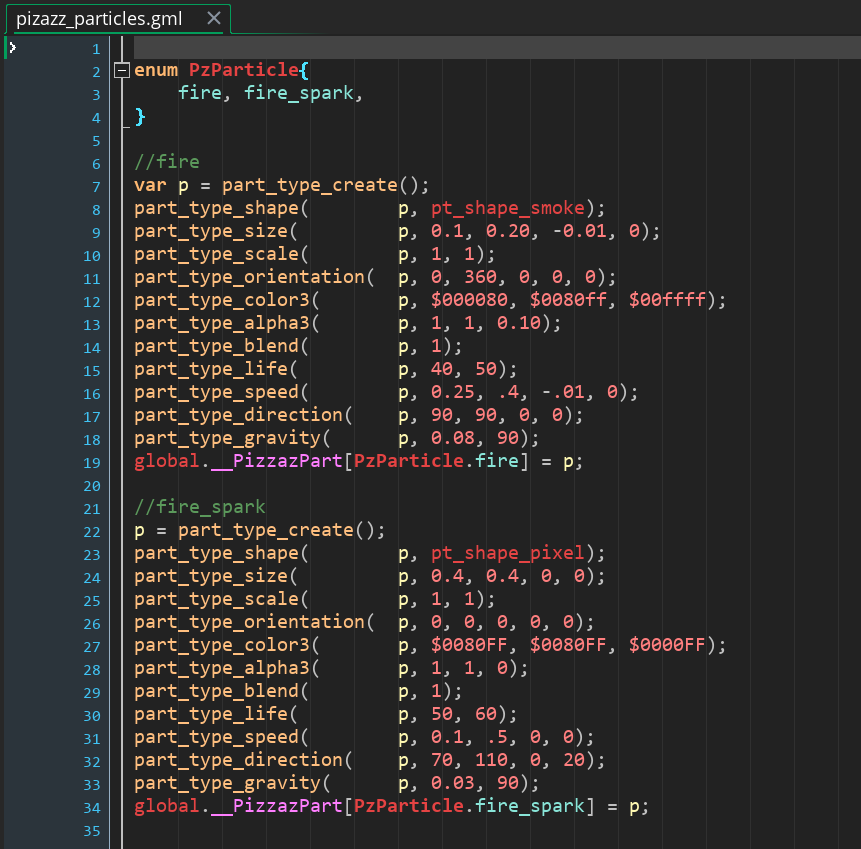 pizazz_particles.gml
1
2 enum PzParticle{
3     fire, fire_spark,
4 }
5
6 //fire
7 var p = part_type_create();
8 part_type_shape(        p, pt_shape_smoke);
9 part_type_size(         p, 0.1, 0.20, -0.01, 0);
10 part_type_scale(        p, 1, 1);
11 part_type_orientation(  p, 0, 360, 0, 0, 0);
12 part_type_color3(       p, $000080, $0080ff, $00ffff);
13 part_type_alpha3(       p, 1, 1, 0.10);
14 part_type_blend(        p, 1);
15 part_type_life(         p, 40, 50);
16 part_type_speed(        p, 0.25, .4, -.01, 0);
17 part_type_direction(    p, 90, 90, 0, 0);
18 part_type_gravity(      p, 0.08, 90);
19 global.__PizzazPart[PzParticle.fire] = p;
20
21 //fire_spark
22 p = part_type_create();
23 part_type_shape(        p, pt_shape_pixel);
24 part_type_size(         p, 0.4, 0.4, 0, 0);
25 part_type_scale(        p, 1, 1);
26 part_type_orientation(  p, 0, 0, 0, 0, 0);
27 part_type_color3(       p, $0080FF, $0080FF, $0000FF);
28 part_type_alpha3(       p, 1, 1, 0);
29 part_type_blend(        p, 1);
30 part_type_life(         p, 50, 60);
31 part_type_speed(        p, 0.1, .5, 0, 0);
32 part_type_direction(    p, 70, 110, 0, 20);
33 part_type_gravity(      p, 0.03, 90);
34 global.__PizzazPart[PzParticle.fire_spark] = p;
35